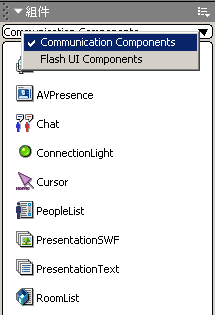 組件
Communication Components
Communication Components
Flash UI Components
AVPresence
Chat
ConnectionLight
Cursor
PeopleList
PresentationSWF
PresentationText
RoomList